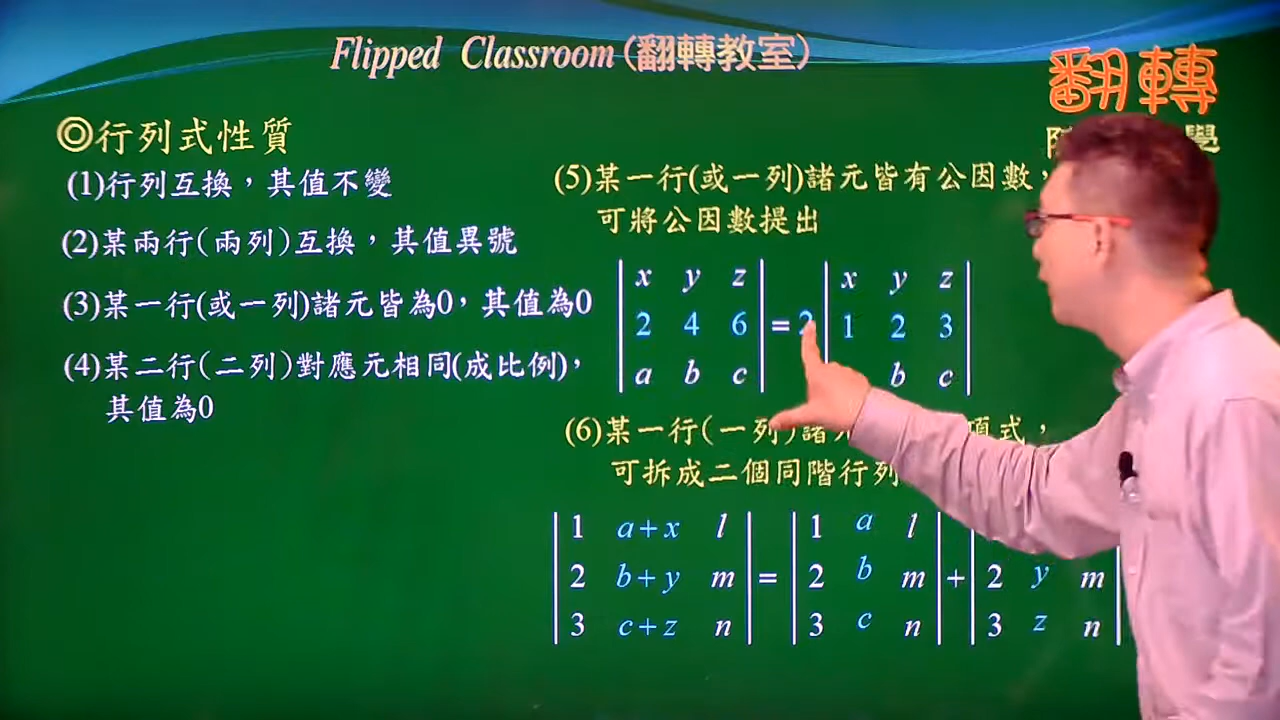 Flipped Classroom(翻轉教室)
翻轉
學
◎行列式性質
(1)行列互換，其值不變
(2)某兩行(兩列)互換，其值異號
(3)某一行(或一列)諸元皆為0，其值為0
(4)某二行(二列)對應元相同(成比例)，
其值為0
(5)某一行(或一列)諸元皆有公因數，
可將公因數提出
| x y z | | x y z |
| 2 4 6 | = 2 | 1 2 3 |
| a b c | | b c |
(6)某一行(一列)諸 項式，
可拆成二個同階行列
| 1 a+x l | | 1 a l | |
| 2 b+y m | = | 2 b m | + | 2 y m |
| 3 c+z n | | 3 c n | | 3 z n |